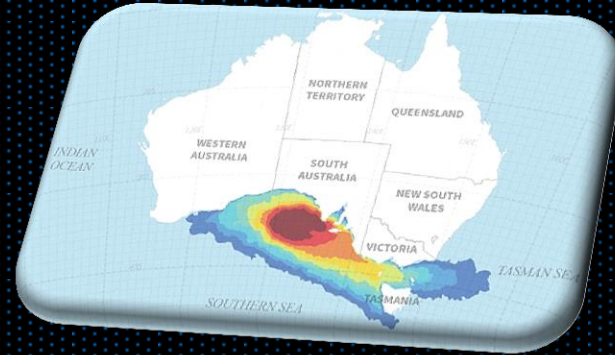 NORTHERN
TERRITORY
QUEENSLAND
WESTERN
AUSTRALIA
INDIAN
OCEAN
SOUTH
AUSTRALIA
NEW SOUTH
WALES
VICTORIA
TASMAN SEA
TASMANIA
SOUTHERN SEA